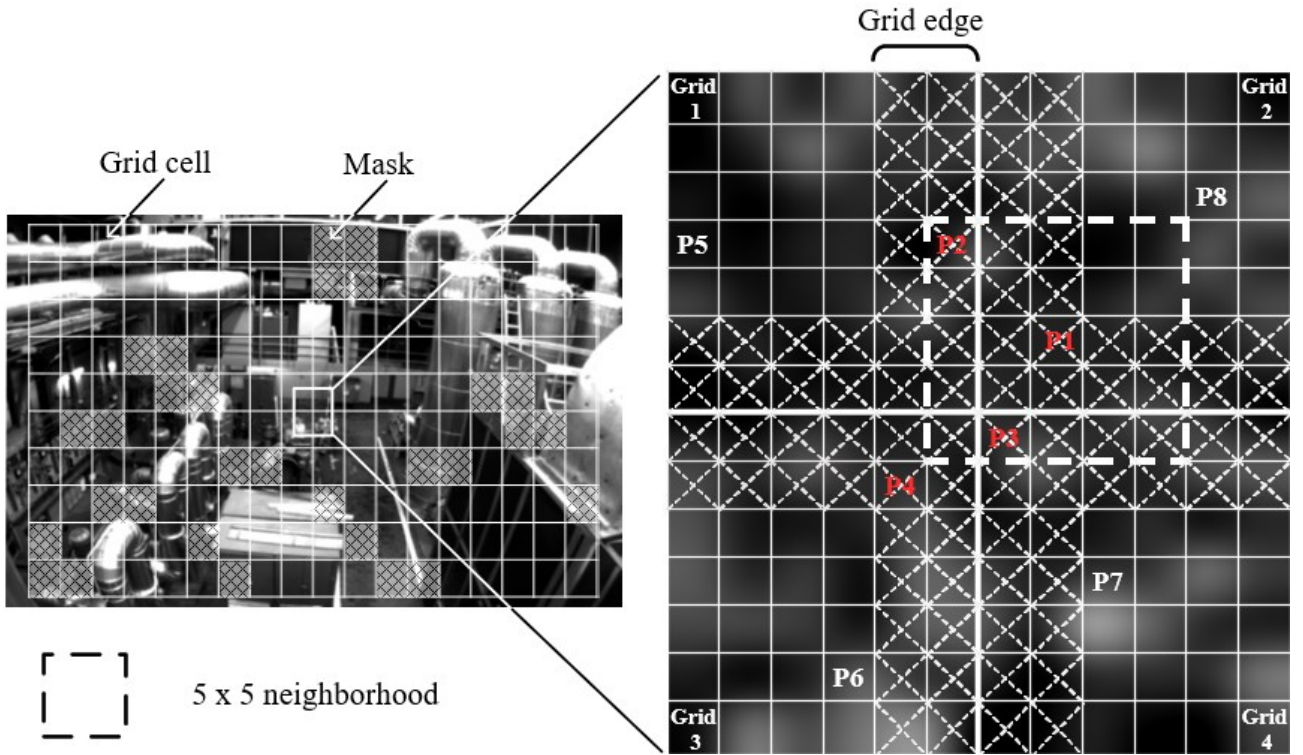 Grid edge
Grid cell
Mask
Grid
1
Grid
2
P8
P5
P2
P1
P3
P4
P7
P6
5 x 5 neighborhood
Grid
3
Grid
4